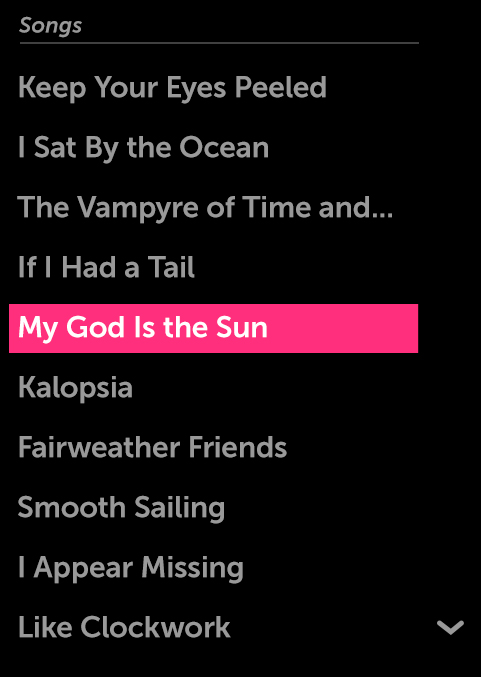 Songs
Keep Your Eyes Peeled
I Sat By the Ocean
The Vampyre of Time and...
If I Had a Tail
My God Is the Sun
Kalopsia
Fairweather Friends
Smooth Sailing
I Appear Missing
Like Clockwork